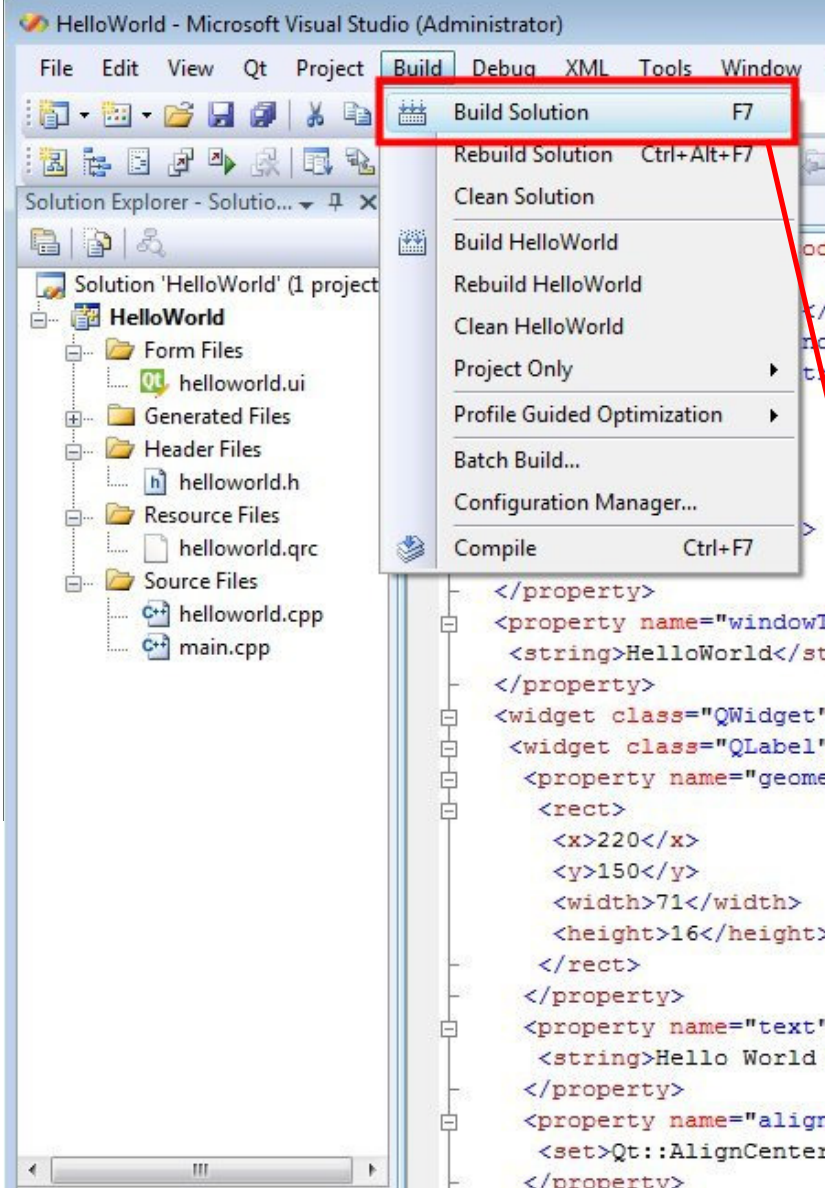 HelloWorld - Microsoft Visual Studio (Administrator)
File Edit View Qt Project Build Debug XML Tools Window
Build Solution F7
Rebuild Solution Ctrl+Alt+F7
Clean Solution
Build HelloWorld
Rebuild HelloWorld
Clean HelloWorld
Project Only
Profile Guided Optimization
Batch Build...
Configuration Manager...
Compile Ctrl+F7
Solution Explorer - Solutio...
Solution 'HelloWorld' (1 project
HelloWorld
Form Files
helloworld.ui
Generated Files
Header Files
helloworld.h
Resource Files
helloworld.qrc
Source Files
helloworld.cpp
main.cpp
</property>
<property name="window
<string>HelloWorld</st
</property>
<widget class="QWidget"
<widget class="QLabel"
<property name="geome
<rect>
<x>220</x>
<y>150</y>
<width>71</width>
<height>16</height>
</rect>
</property>
<property name="text"
<string>Hello World
</property>
<property name="align
<set>Qt::AlignCenter
</property>